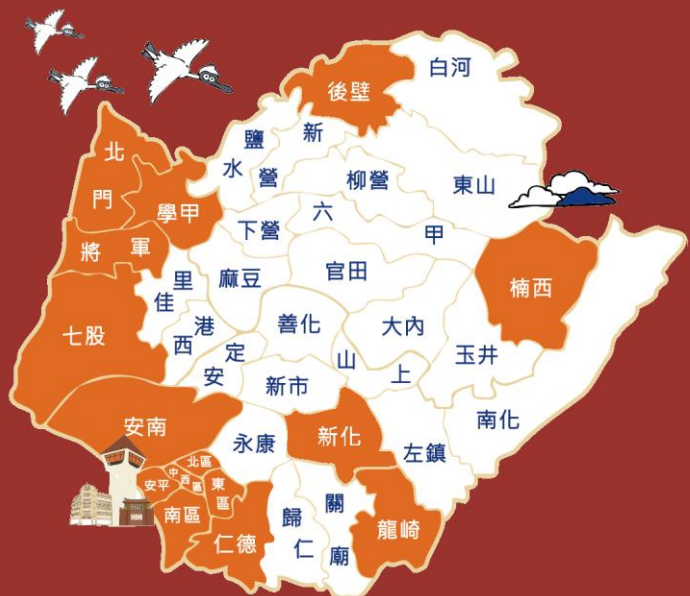 白河
後壁
新營
鹽水
柳營
東山
北門
學甲
下營
六甲
將軍
官田
楠西
麻豆
佳里
七股
西港
善化
大內
玉井
安定
山上
新市
南化
安南
永康
新化
左鎮
北區
中西區
安平
東區
南區
仁德
歸仁
關廟
龍崎